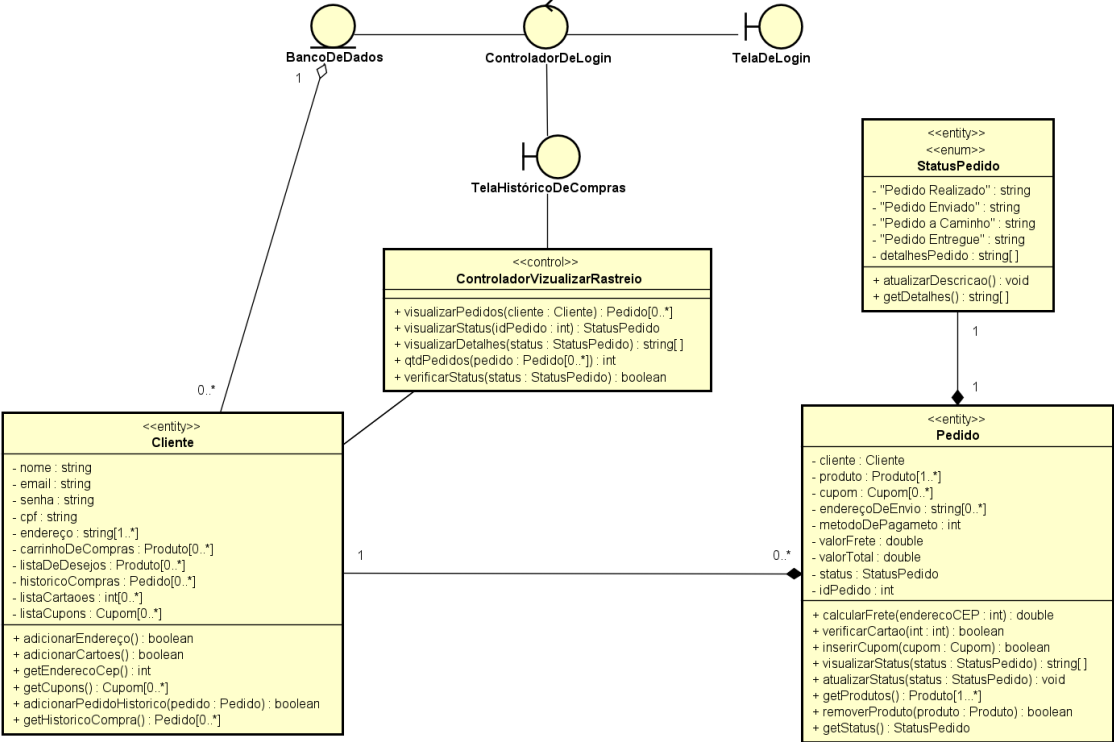 BancoDeDados
ControladorDeLogin
TelaDeLogin
1
TelaHistóricoDeCompras
<<entity>>
<<enum>>
StatusPedido
- "Pedido Realizado" : string
- "Pedido Enviado" : string
- "Pedido a Caminho" : string
- "Pedido Entregue" : string
- detalhesPedido : string[ ]
+ atualizarDescricao() : void
+ getDetalhes() : string[ ]
<<control>>
ControladorVizualizarRastreio
+ visualizarPedidos(cliente : Cliente) : Pedido[0..*]
+ visualizarStatus(idPedido : int) : StatusPedido
+ visualizarDetalhes(status : StatusPedido) : string[ ]
+ qtdPedidos(pedido : Pedido[0..*]) : int
+ verificarStatus(status : StatusPedido) : boolean
1
1
0..*
<<entity>>
Cliente
- nome : string
- email : string
- senha : string
- cpf : string
- endereço : string[1..*]
- carrinhoDeCompras : Produto[0..*]
- listaDeDesejos : Produto[0..*]
- historicoCompras : Pedido[0..*]
- listaCartaoes : int[0..*]
- listaCupons : Cupom[0..*]
+ adicionarEndereço() : boolean
+ adicionarCartoes() : boolean
+ getEnderecoCep() : int
+ getCupons() : Cupom[0..*]
+ adicionarPedidoHistorico(pedido : Pedido) : boolean
+ getHistoricoCompra() : Pedido[0..*]
1
0..*
<<entity>>
Pedido
- cliente : Cliente
- produto : Produto[1..*]
- cupom : Cupom[0..*]
- endereçoDeEnvio : string[0..*]
- metodoDePagameto : int
- valorFrete : double
- valorTotal : double
- status : StatusPedido
- idPedido : int
+ calcularFrete(enderecoCEP : int) : double
+ verificarCartao(int : int) : boolean
+ inserirCupom(cupom : Cupom) : boolean
+ visualizarStatus(status : StatusPedido) : string[ ]
+ atualizarStatus(status : StatusPedido) : void
+ getProdutos() : Produto[1...*]
+ removerProduto(produto : Produto) : boolean
+ getStatus() : StatusPedido